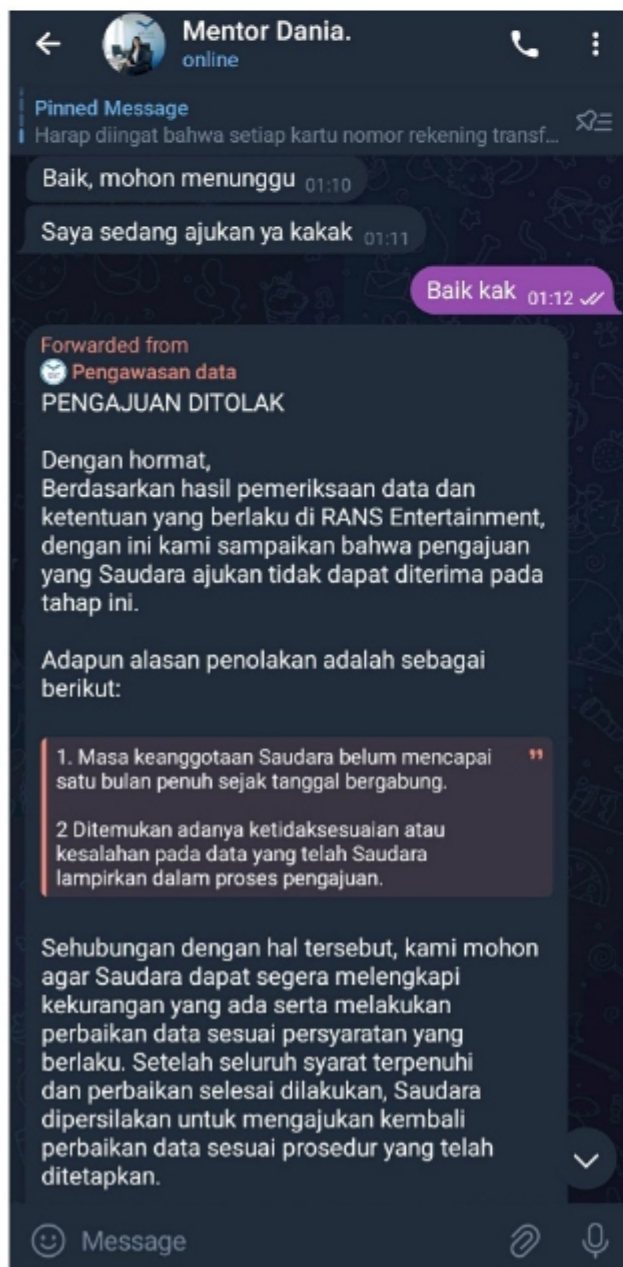 Mentor Dania.
online
Pinned Message
Harap diingat bahwa setiap kartu nomor rekening transf...
Baik, mohon menunggu 01:10
Saya sedang ajukan ya kakak 01:11
Baik kak 01:12
Forwarded from
Pengawasan data
PENGAJUAN DITOLAK
Dengan hormat,
Berdasarkan hasil pemeriksaan data dan
ketentuan yang berlaku di RANS Entertainment,
dengan ini kami sampaikan bahwa pengajuan
yang Saudara ajukan tidak dapat diterima pada
tahap ini.
Adapun alasan penolakan adalah sebagai
berikut:
1. Masa keanggotaan Saudara belum mencapai
satu bulan penuh sejak tanggal bergabung.
2 Ditemukan adanya ketidaksesuaian atau
kesalahan pada data yang telah Saudara
lampirkan dalam proses pengajuan.
Sehubungan dengan hal tersebut, kami mohon
agar Saudara dapat segera melengkapi
kekurangan yang ada serta melakukan
perbaikan data sesuai persyaratan yang
berlaku. Setelah seluruh syarat terpenuhi
dan perbaikan selesai dilakukan, Saudara
dipersilakan untuk mengajukan kembali
perbaikan data sesuai prosedur yang telah
ditetapkan.
Message